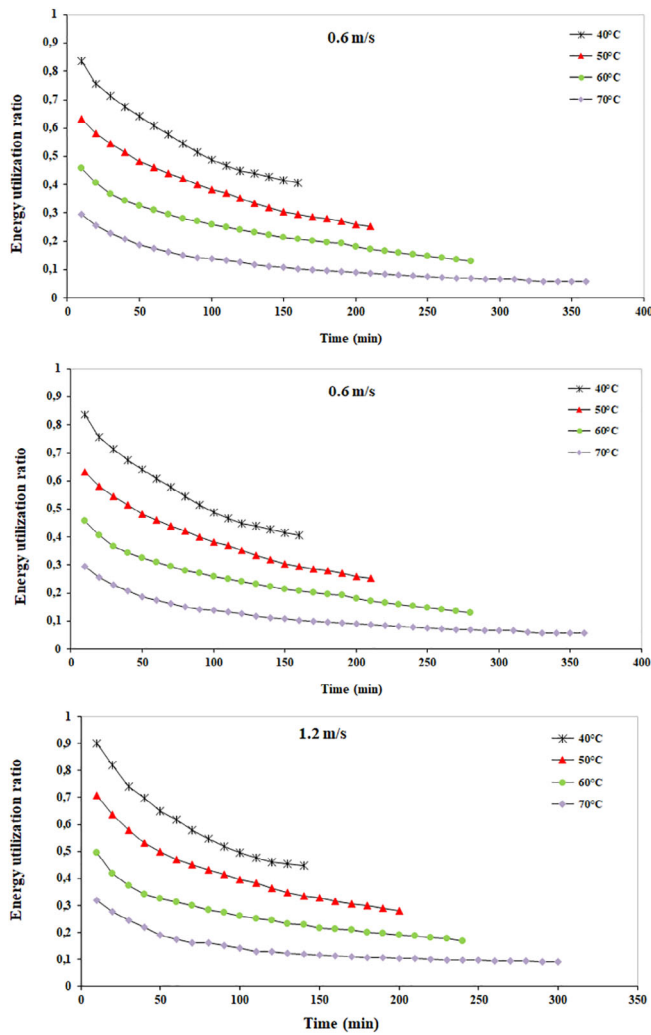 1
0.6 m/s
0,9
40°C
0,8
50°C
0,7
60°C
0,6
70°C
0,5
0,4
0,3
0,2
0,1
0
Energy utilization ratio
0 50 100 150 200 250 300 350 400
Time (min)
1
0.6 m/s
0,9
40°C
0,8
50°C
0,7
60°C
0,6
70°C
0,5
0,4
0,3
0,2
0,1
0
Energy utilization ratio
0 50 100 150 200 250 300 350 400
Time (min)
1
1.2 m/s
0,9
40°C
0,8
50°C
0,7
60°C
0,6
70°C
0,5
0,4
0,3
0,2
0,1
0
Energy utilization ratio
0 50 100 150 200 250 300 350
Time (min)